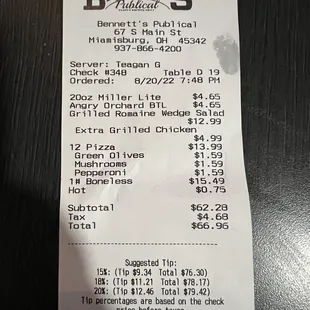 B S
Publical
Bennett's Publical
67 S Main St
Miamisburg, OH 45342
937-866-4200
Server: Teagan G
Check #348 Table D 19
Ordered: 8/20/22 7:48 PM
20oz Miller Lite $4.65
Angry Orchard BTL $4.65
Grilled Romaine Wedge Salad
$12.99
Extra Grilled Chicken
$4.99
12 Pizza $13.99
Green Olives $1.59
Mushrooms $1.59
Pepperoni $1.59
1# Boneless $15.49
Hot $0.75
Subtotal $62.28
Tax $4.68
Total $66.96
Suggested Tip:
15%: (Tip $9.34 Total $76.30)
18%: (Tip $11.21 Total $78.17)
20%: (Tip $12.46 Total $79.42)
Tip percentages are based on the check
price before taxes.